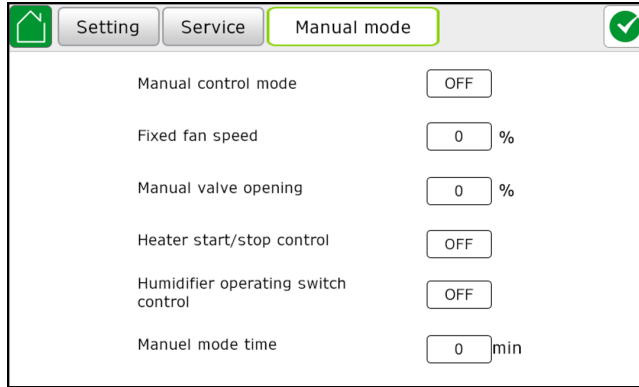 Setting Service Manual mode
Manual control mode OFF
Fixed fan speed 0 %
Manual valve opening 0 %
Heater start/stop control OFF
Humidifier operating switch
control OFF
Manuel mode time 0 min